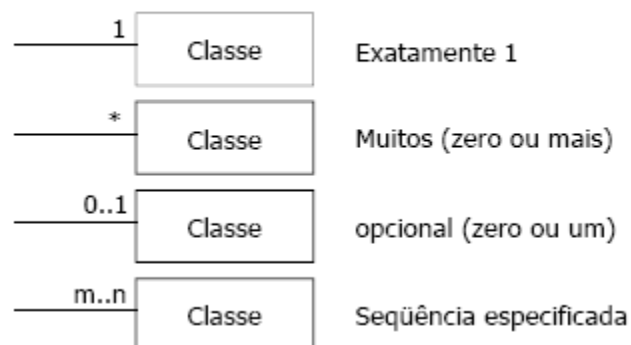 1
Classe Exatamente 1
*
Classe Muitos (zero ou mais)
0..1
Classe opcional (zero ou um)
m..n
Classe Seqüência especificada